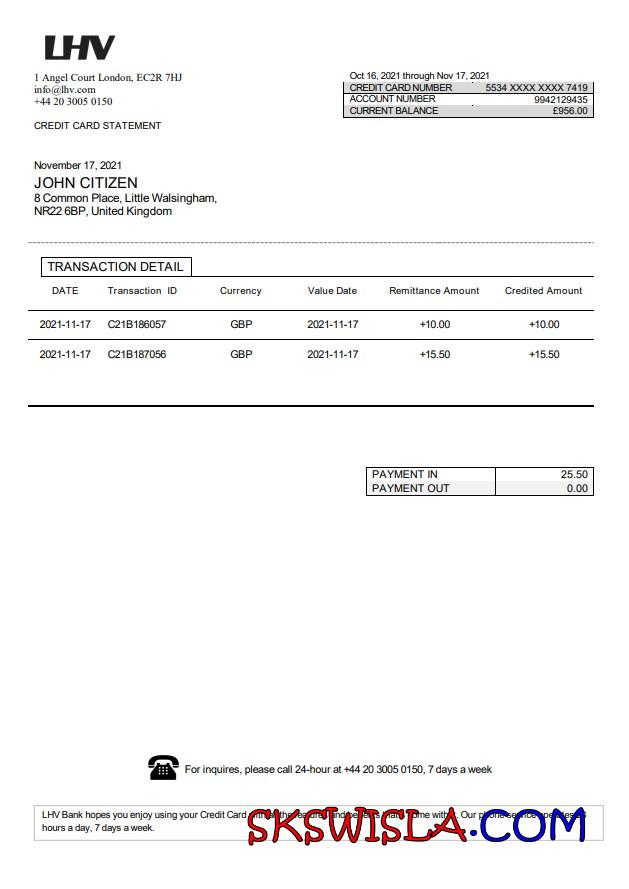 LHV
1 Angel Court London, EC2R 7HJ
info@lhv.com
+44 20 3005 0150
CREDIT CARD STATEMENT
Oct 16, 2021 through Nov 17, 2021
CREDIT CARD NUMBER 5534 XXXX XXXX 7419
ACCOUNT NUMBER 9942129435
CURRENT BALANCE £956.00
November 17, 2021
JOHN CITIZEN
8 Common Place, Little Walsingham,
NR22 6BP, United Kingdom
TRANSACTION DETAIL
DATE Transaction ID Currency Value Date Remittance Amount Credited Amount
2021-11-17 C21B186057 GBP 2021-11-17 +10.00 +10.00
2021-11-17 C21B187056 GBP 2021-11-17 +15.50 +15.50
PAYMENT IN 25.50
PAYMENT OUT 0.00
For inquires, please call 24-hour at +44 20 3005 0150, 7 days a week
LHV Bank hopes you enjoy using your Credit Card
hours a day, 7 days a week.
SKSWISLA.COM